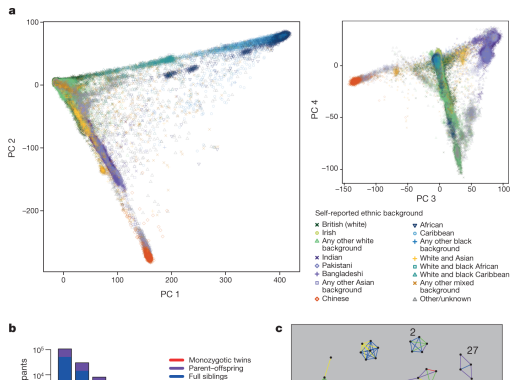 a
100
0
−100
−200
PC 2
0
100
200
300
400
PC 1
0
−50
−100
PC 4
−150
−100
−50
0
50
100
PC 3
Self-reported ethnic background
British (white)
Irish
Any other white
background
Indian
Pakistani
Bangladeshi
Any other Asian
background
Chinese
African
Caribbean
Any other black
background
White and Asian
White and black African
White and black Caribbean
Any other mixed
background
Other/unknown
b
10⁵
10⁴
pants
Monozygotic twins
Parent–offspring
Full siblings
c
2
27